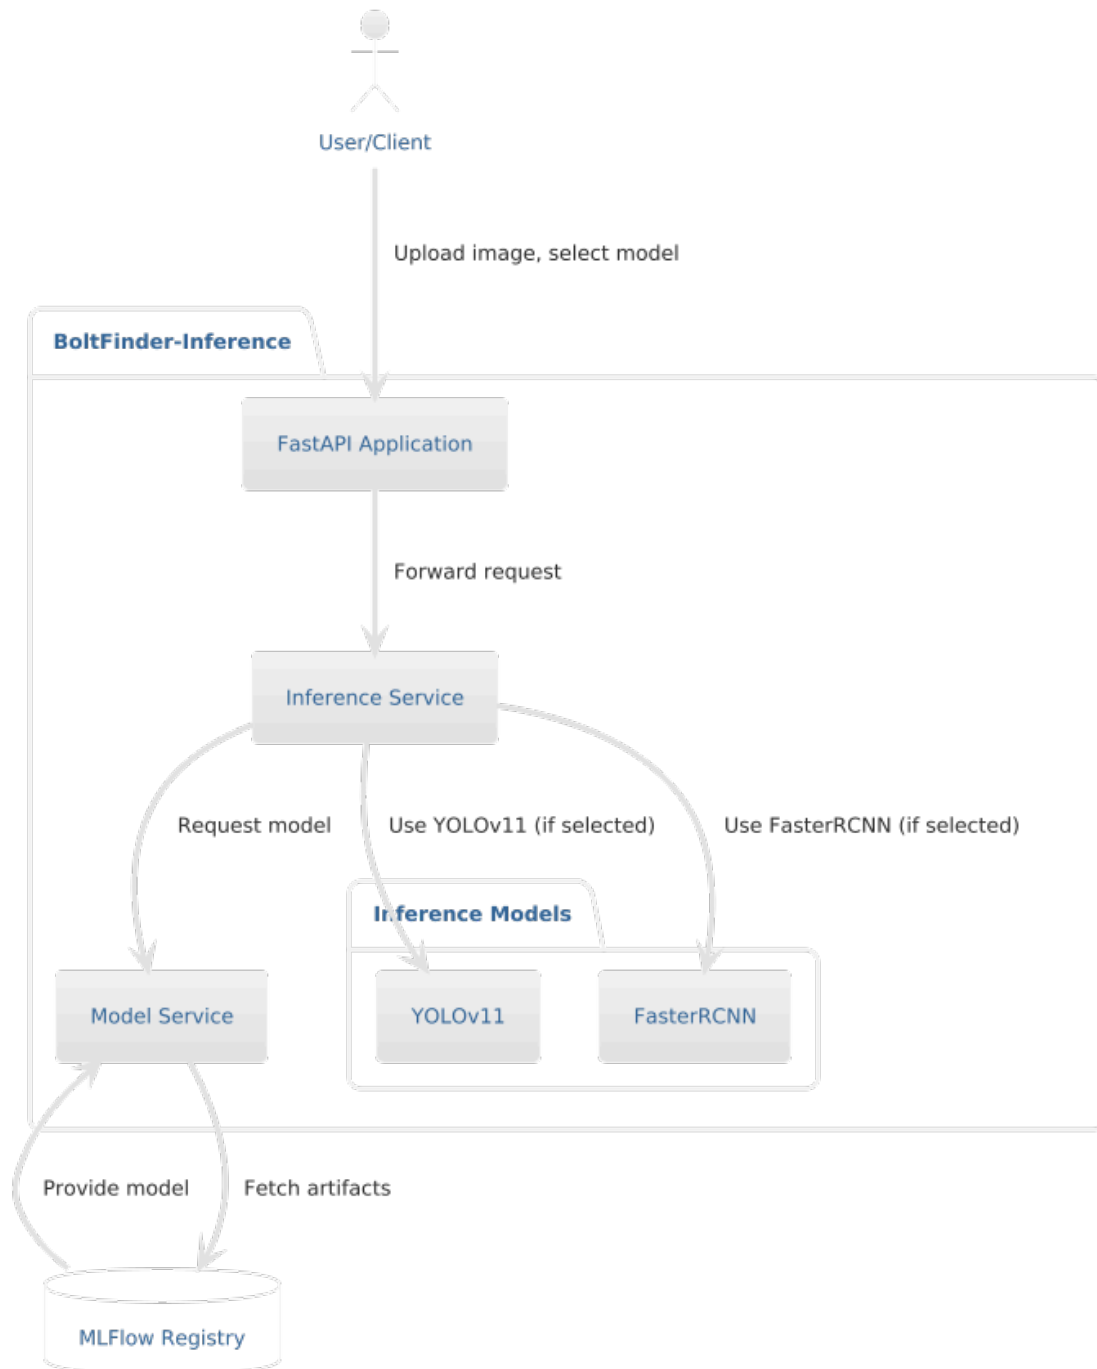 User/Client
Upload image, select model
BoltFinder-Inference
FastAPI Application
Forward request
Inference Service
Request model
Use YOLOv11 (if selected)
Use FasterRCNN (if selected)
Inference Models
Model Service
YOLOv11
FasterRCNN
Provide model
Fetch artifacts
MLFlow Registry